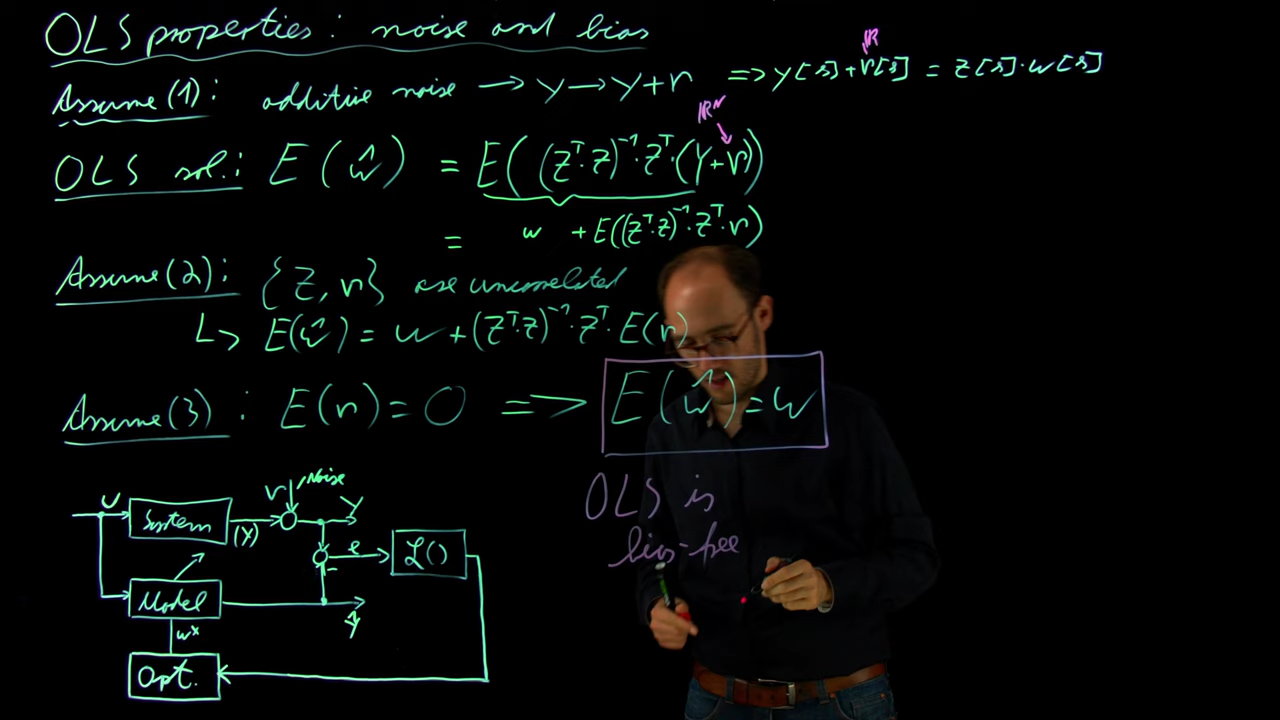 OLS properties: noise and bias
Assume (1): additive noise → Y → Y + r ⇒ y[k] + r[k] = z[k] · w[k]
ℝ
ℝᴺ
OLS sol.: E(ŵ) = E((Zᵀ·Z)⁻¹·Zᵀ·(Y+r))
= w + E((Zᵀ·Z)⁻¹·Zᵀ·r)
Assume (2): {Z, r} are uncorrelated
↳ E(ŵ) = w + (Zᵀ·Z)⁻¹·Zᵀ·E(r)
Assume (3): E(r) = 0 ⇒ E(ŵ) = w
OLS is
bias-free
r noise
U System (X) Y
e ℒ()
-
Model Ŷ
w*
Opt.